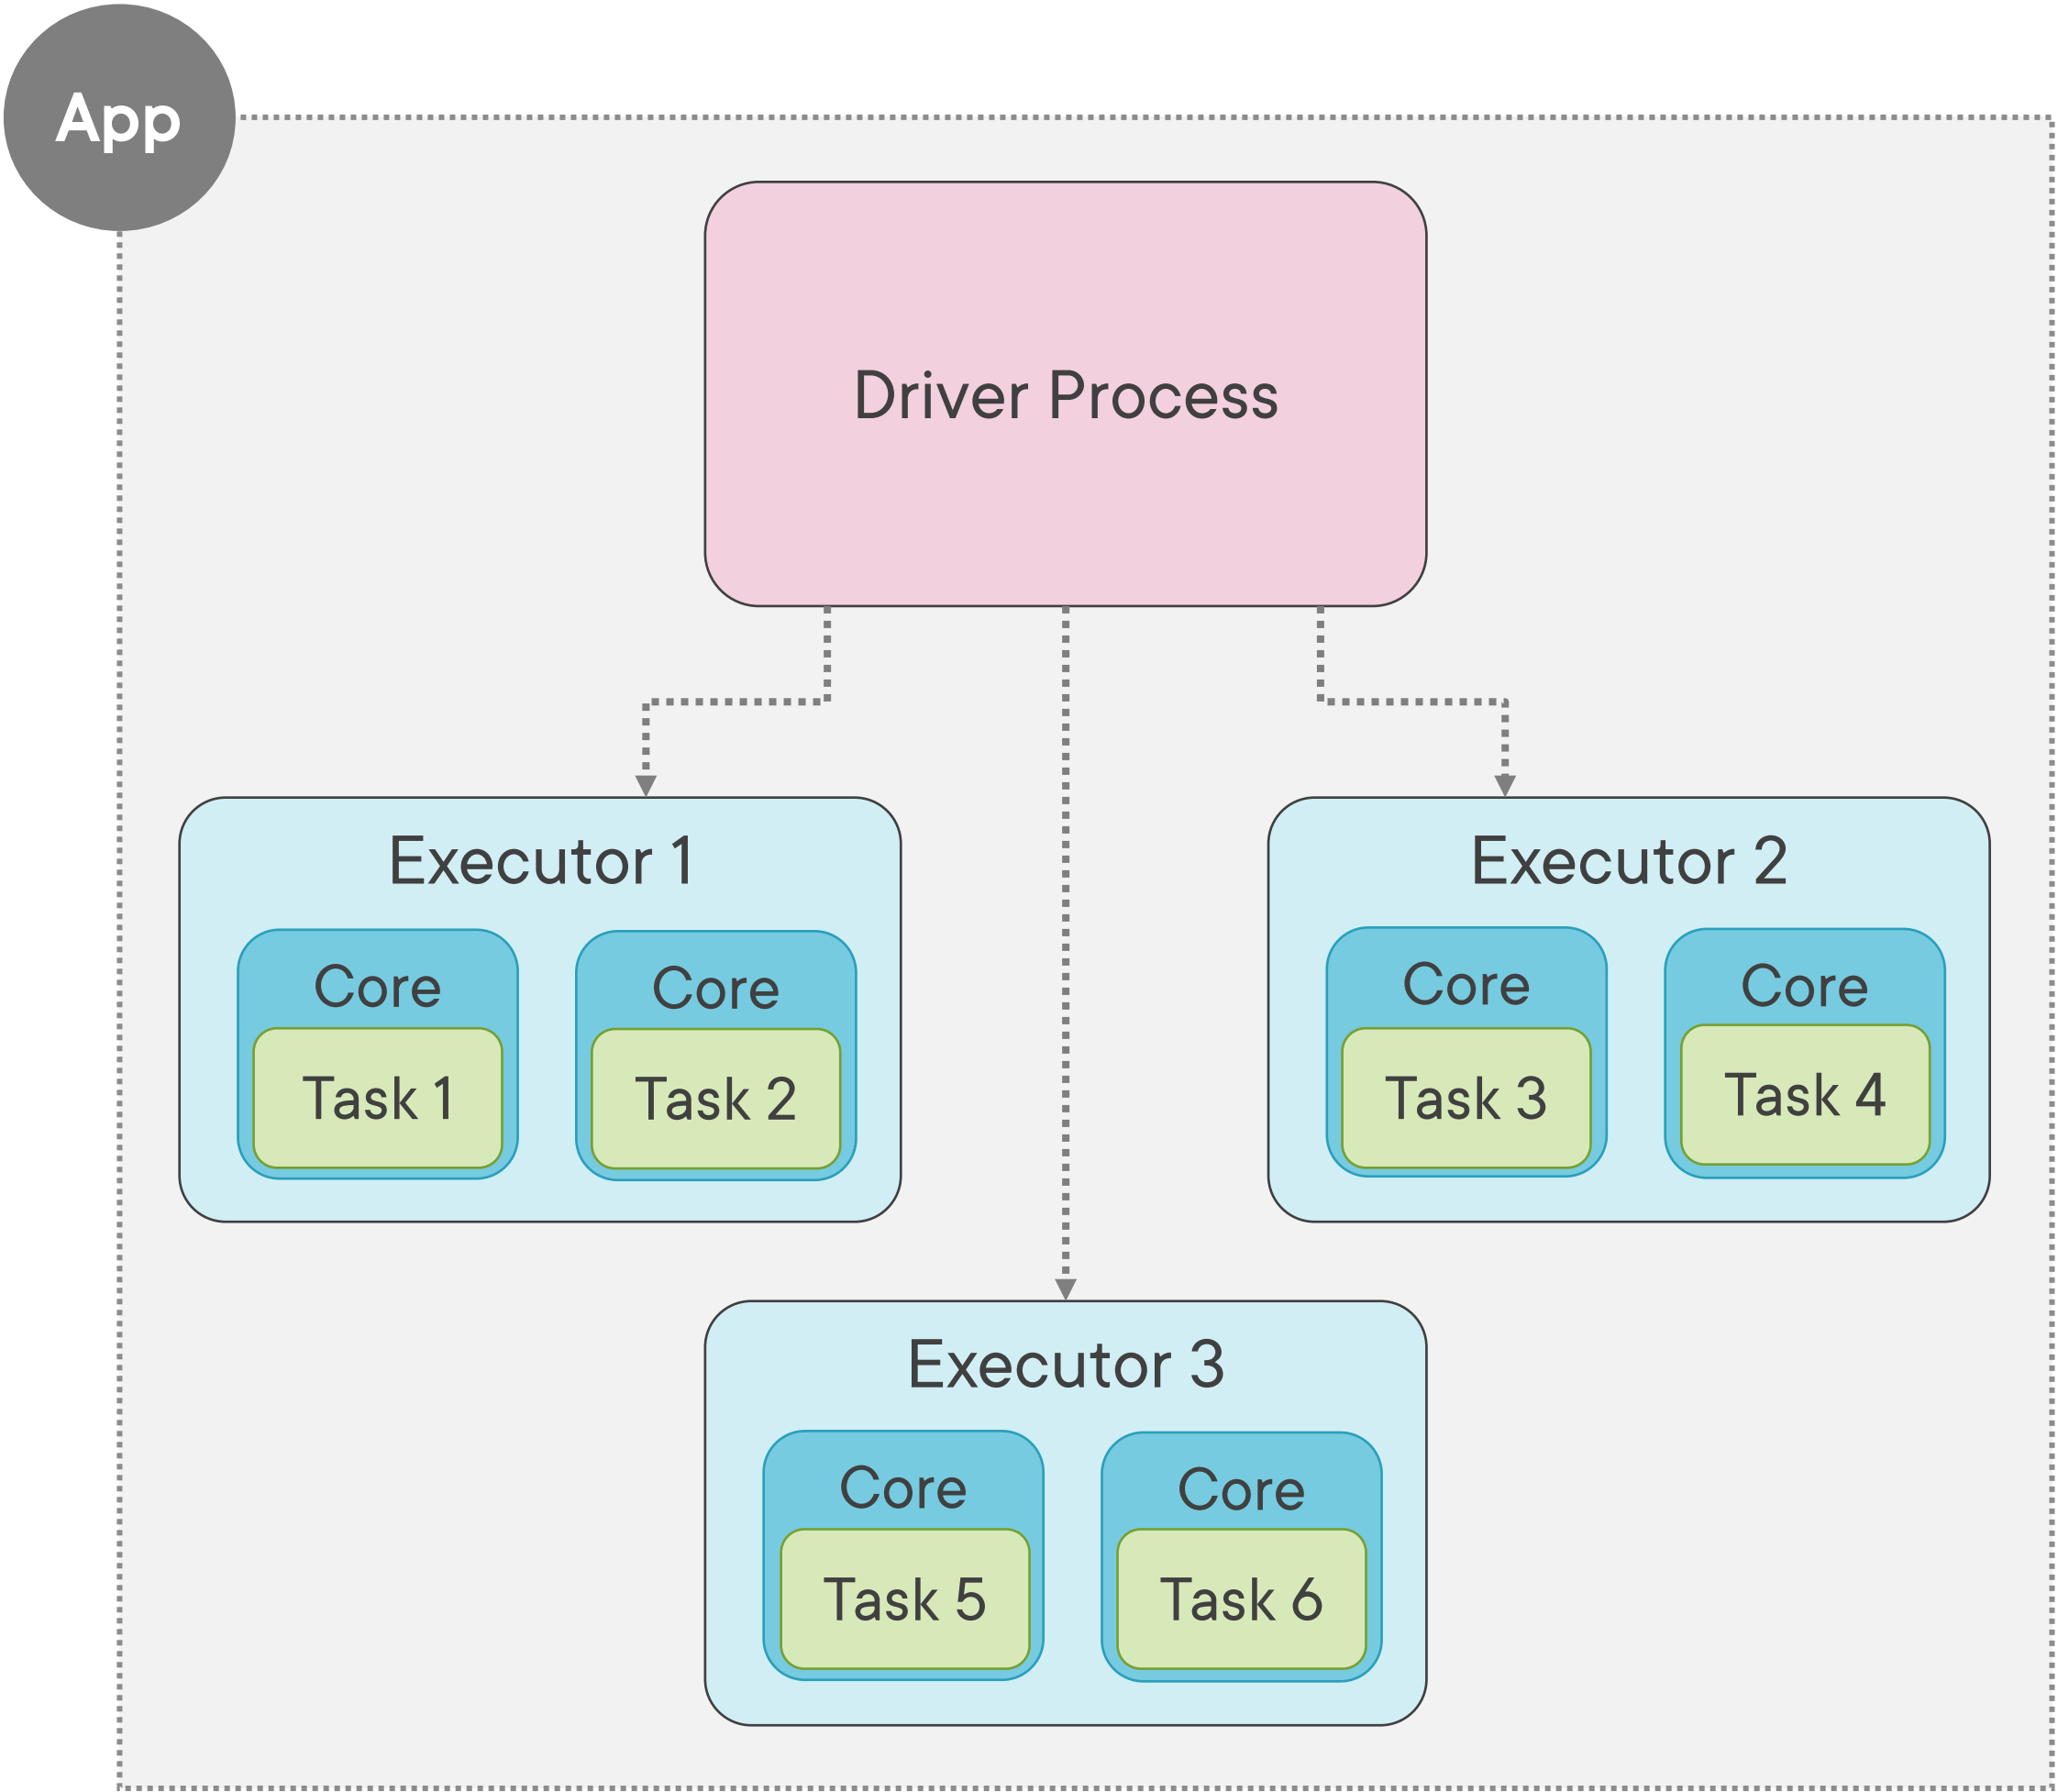 App
Driver Process
Executor 1
Core
Task 1
Core
Task 2
Executor 2
Core
Task 3
Core
Task 4
Executor 3
Core
Task 5
Core
Task 6